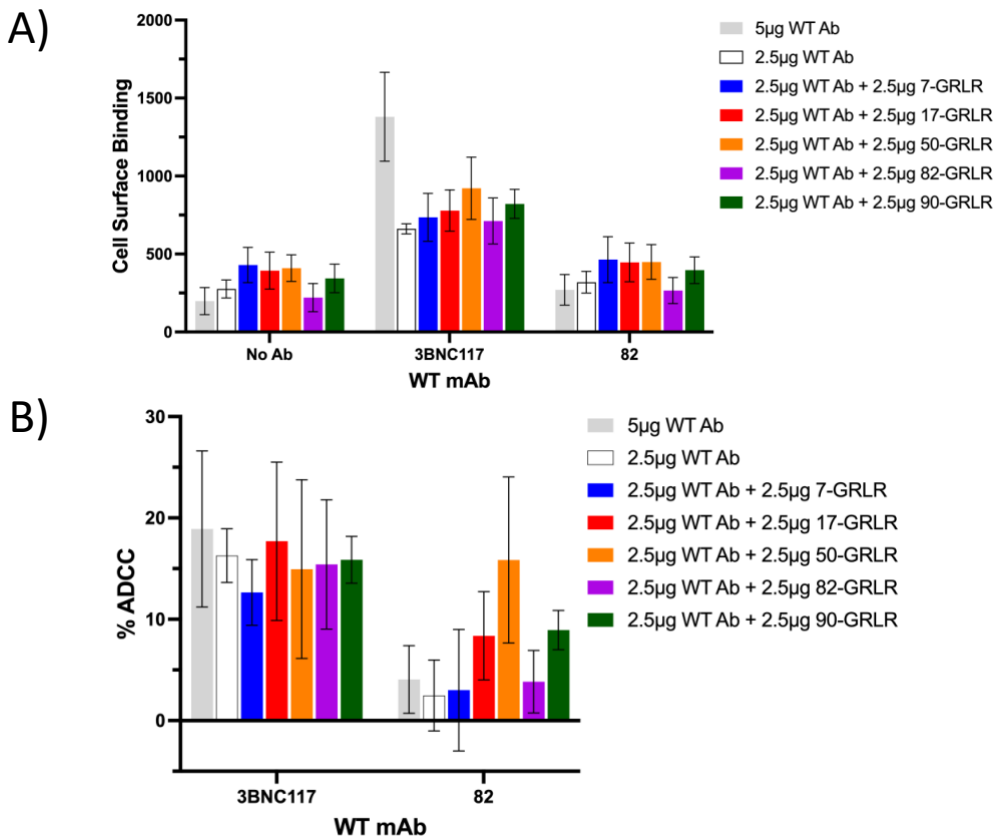 A)
2000
1500
1000
500
0
Cell Surface Binding
No Ab
3BNC117
82
WT mAb
5µg WT Ab
2.5µg WT Ab
2.5µg WT Ab + 2.5µg 7-GRLR
2.5µg WT Ab + 2.5µg 17-GRLR
2.5µg WT Ab + 2.5µg 50-GRLR
2.5µg WT Ab + 2.5µg 82-GRLR
2.5µg WT Ab + 2.5µg 90-GRLR
B)
30
20
10
0
% ADCC
3BNC117
82
WT mAb
5µg WT Ab
2.5µg WT Ab
2.5µg WT Ab + 2.5µg 7-GRLR
2.5µg WT Ab + 2.5µg 17-GRLR
2.5µg WT Ab + 2.5µg 50-GRLR
2.5µg WT Ab + 2.5µg 82-GRLR
2.5µg WT Ab + 2.5µg 90-GRLR